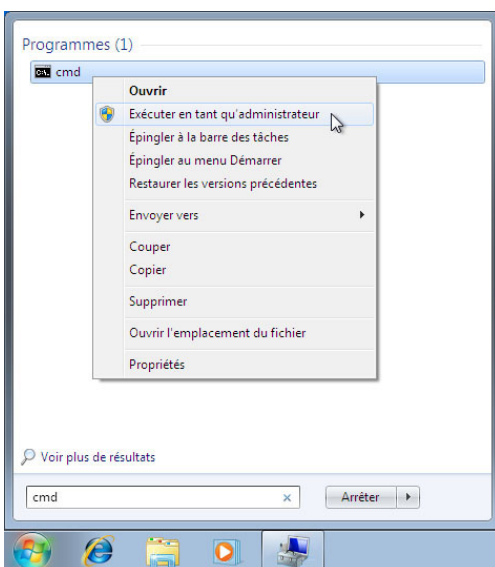 Programmes (1)
cmd
Ouvrir
Exécuter en tant qu'administrateur
Épingler à la barre des tâches
Épingler au menu Démarrer
Restaurer les versions précédentes
Envoyer vers
Couper
Copier
Supprimer
Ouvrir l'emplacement du fichier
Propriétés
Voir plus de résultats
cmd
Arrêter